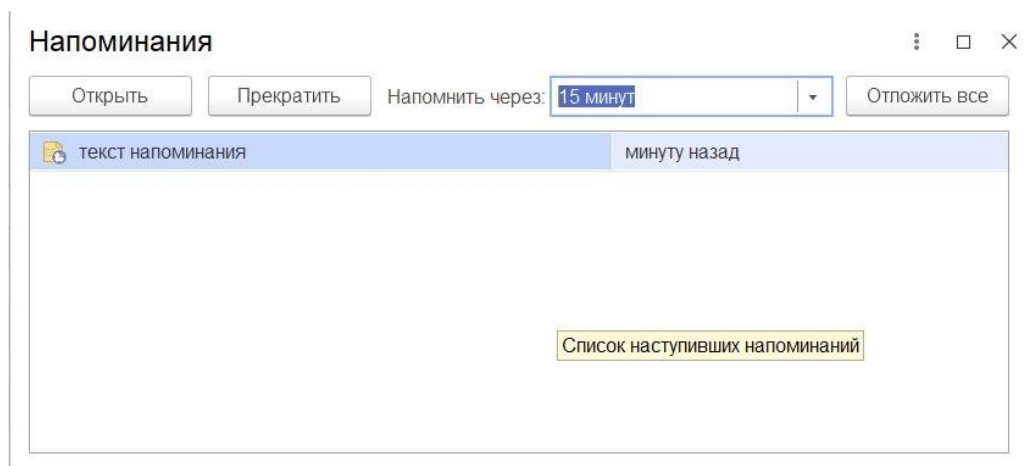 Напоминания
Открыть Прекратить Напомнить через: 15 минут Отложить все
текст напоминания минуту назад
Список наступивших напоминаний